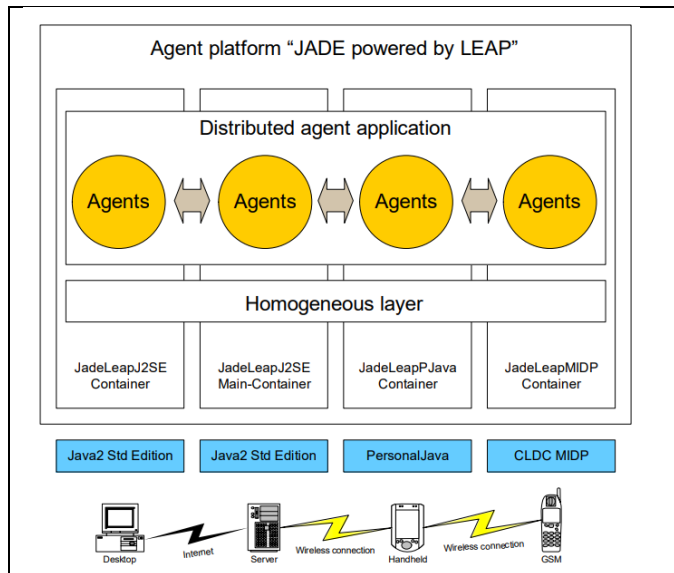 Agent platform “JADE powered by LEAP”
Distributed agent application
Agents
Agents
Agents
Agents
Homogeneous layer
JadeLeapJ2SE
Container
JadeLeapJ2SE
Main-Container
JadeLeapPJava
Container
JadeLeapMIDP
Container
Java2 Std Edition
Java2 Std Edition
PersonalJava
CLDC MIDP
Desktop
Internet
Server
Wireless connection
Handheld
Wireless connection
GSM